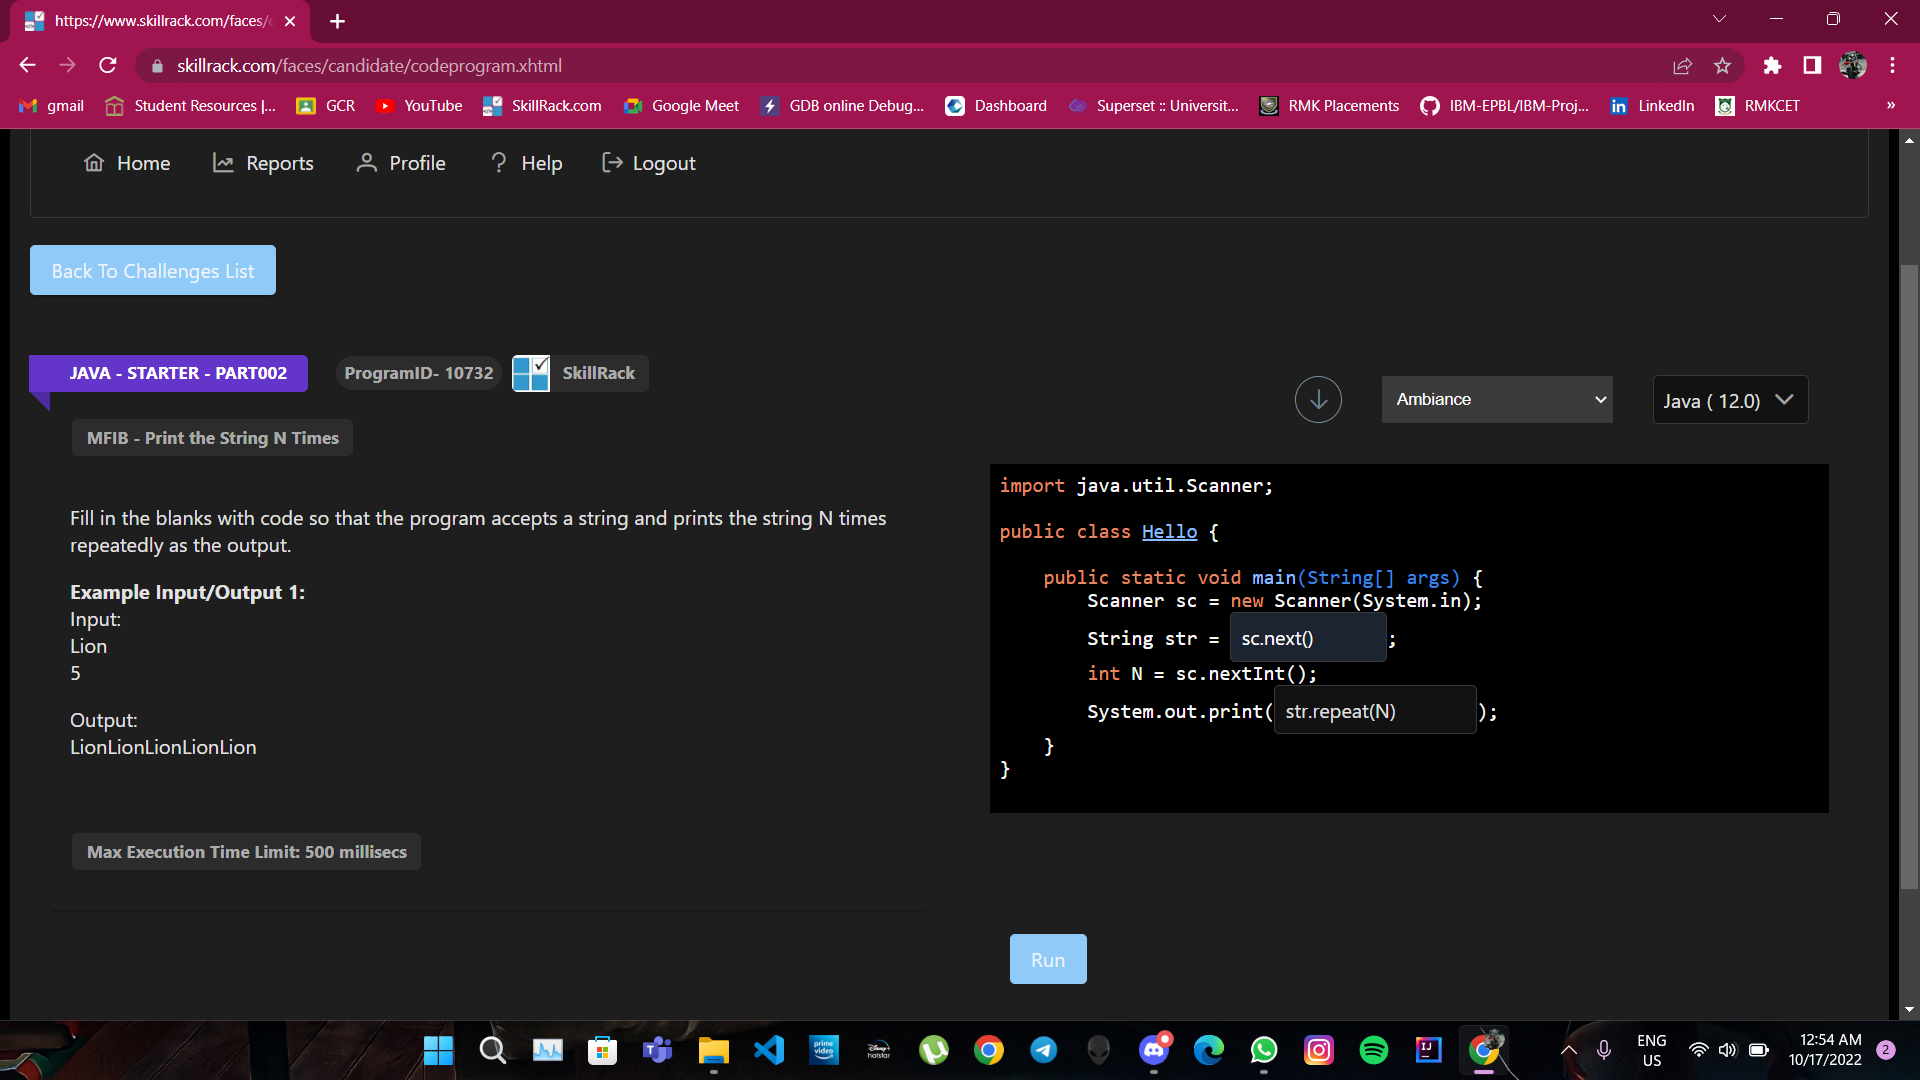 https://www.skillrack.com/faces/c
skillrack.com/faces/candidate/codeprogram.xhtml
gmail
Student Resources |...
GCR
YouTube
SkillRack.com
Google Meet
GDB online Debug...
Dashboard
Superset :: Universit...
RMK Placements
IBM-EPBL/IBM-Proj...
LinkedIn
RMKCET
»
Home
Reports
Profile
Help
Logout
Back To Challenges List
JAVA - STARTER - PART002
ProgramID- 10732
SkillRack
Ambiance
Java ( 12.0)
MFIB - Print the String N Times
Fill in the blanks with code so that the program accepts a string and prints the string N times
repeatedly as the output.
Example Input/Output 1:
Input:
Lion
5
Output:
LionLionLionLionLion
Max Execution Time Limit: 500 millisecs
import java.util.Scanner;
public class Hello {
public static void main(String[] args) {
Scanner sc = new Scanner(System.in);
String str = sc.next() ;
int N = sc.nextInt();
System.out.print( str.repeat(N) );
}
}
Run
prime video
Disney+ hotstar
IJ
ENG
US
12:54 AM
10/17/2022
2